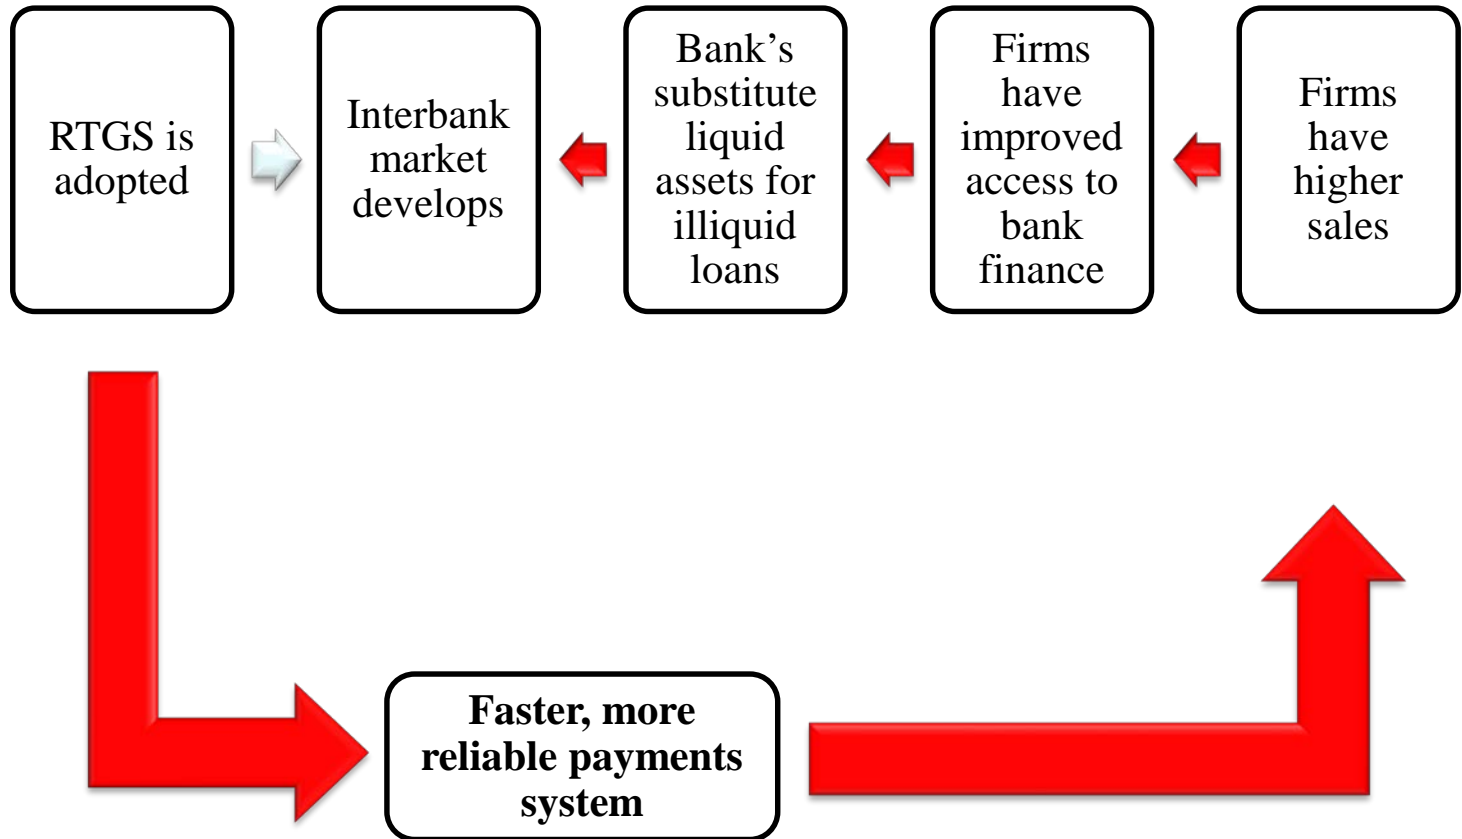 RTGS is
adopted
Interbank
market
develops
Bank’s
substitute
liquid
assets for
illiquid
loans
Firms
have
improved
access to
bank
finance
Firms
have
higher
sales
Faster, more
reliable payments
system